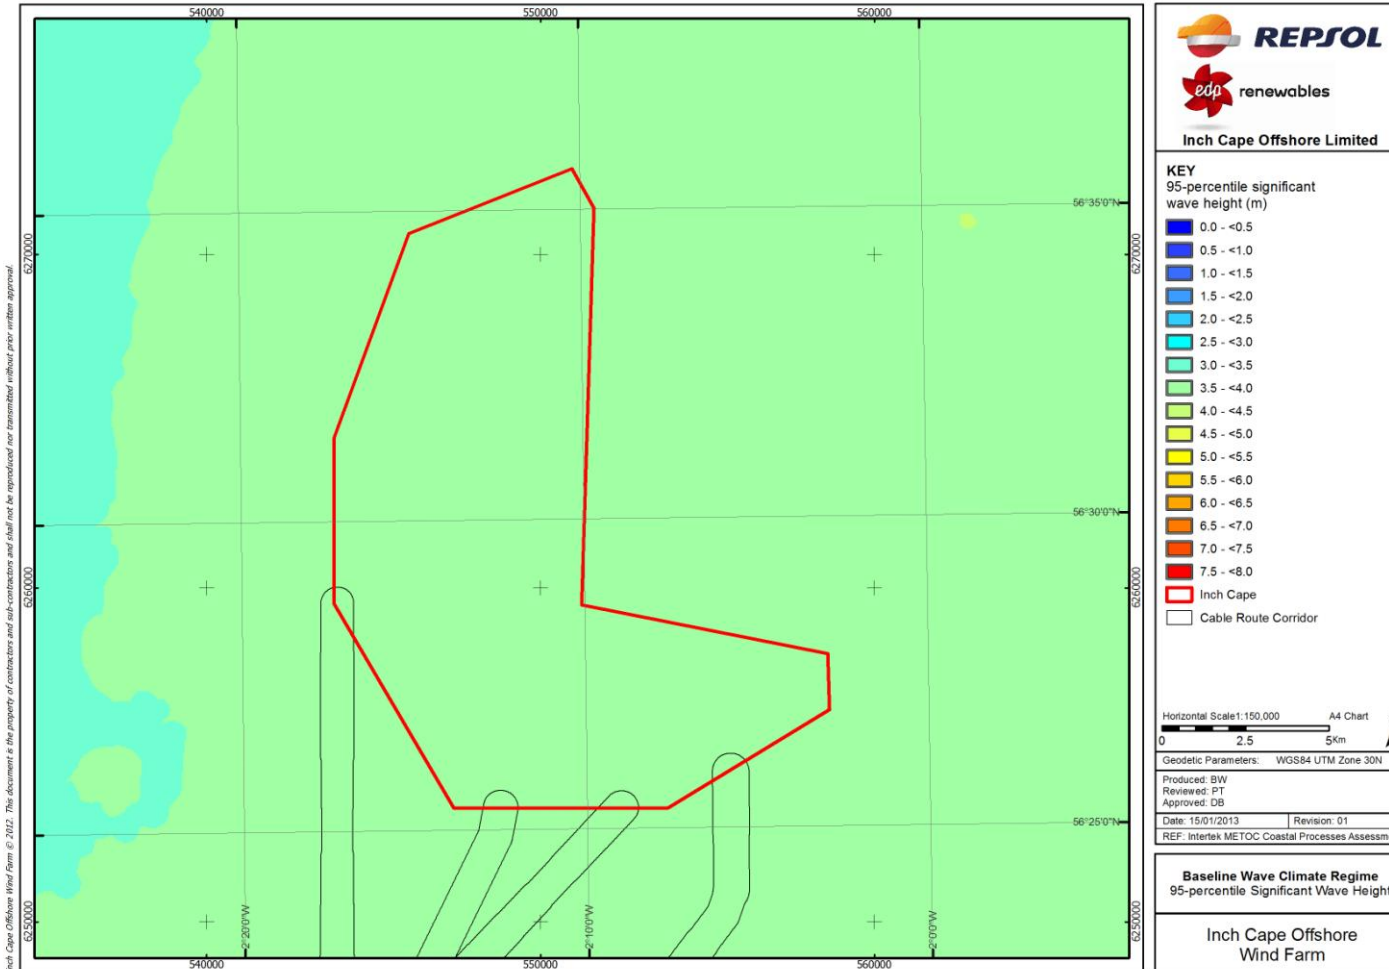 540000
550000
560000
6270000
6260000
6250000
56°35'0"N
56°30'0"N
56°25'0"N
6270000
6260000
6250000
2°20'0"W
2°10'0"W
2°0'0"W
540000
550000
560000
Inch Cape Offshore Wind Farm © 2012. This document is the property of contractors and sub-contractors and shall not be reproduced nor transmitted without prior written approval.
REPSOL
edp renewables
Inch Cape Offshore Limited
KEY
95-percentile significant
wave height (m)
0.0 - <0.5
0.5 - <1.0
1.0 - <1.5
1.5 - <2.0
2.0 - <2.5
2.5 - <3.0
3.0 - <3.5
3.5 - <4.0
4.0 - <4.5
4.5 - <5.0
5.0 - <5.5
5.5 - <6.0
6.0 - <6.5
6.5 - <7.0
7.0 - <7.5
7.5 - <8.0
Inch Cape
Cable Route Corridor
Horizontal Scale1:150,000 A4 Chart
0 2.5 5Km
Geodetic Parameters: WGS84 UTM Zone 30N
Produced: BW
Reviewed: PT
Approved: DB
Date: 15/01/2013 Revision: 01
REF: Intertek METOC Coastal Processes Assessm
Baseline Wave Climate Regime
95-percentile Significant Wave Height
Inch Cape Offshore
Wind Farm